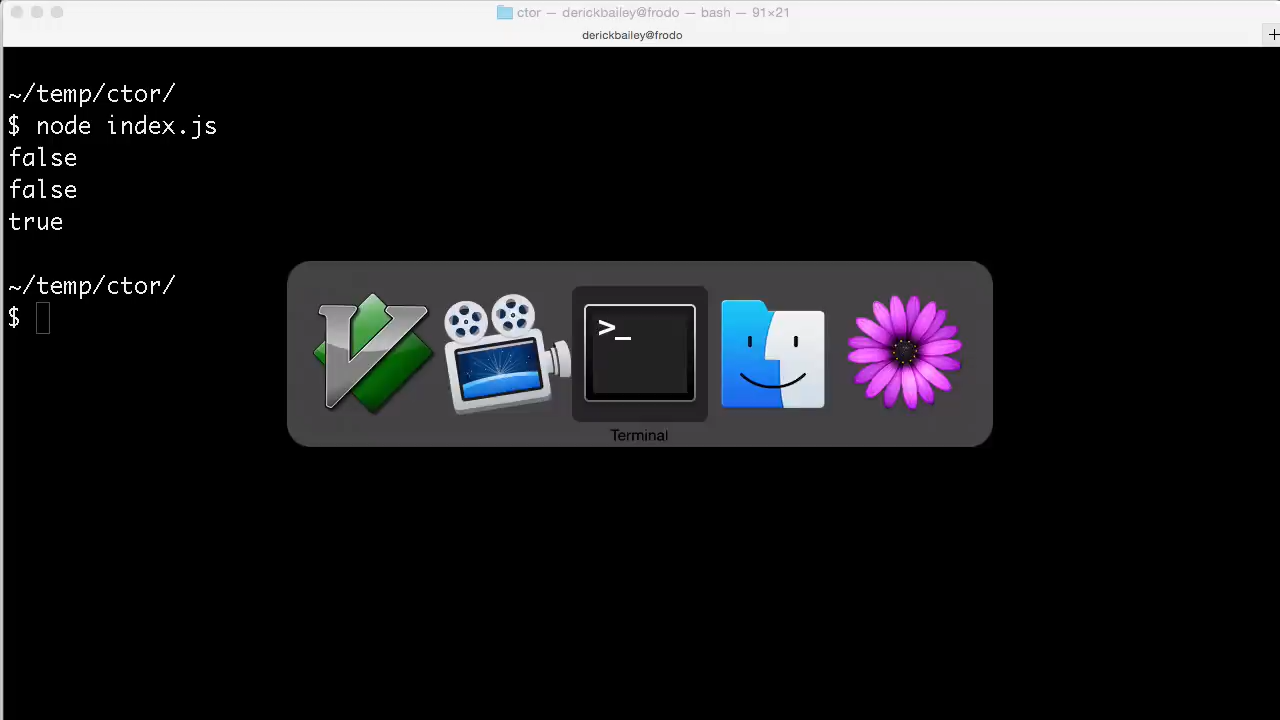 ctor — derickbailey@frodo — bash — 91×21
derickbailey@frodo
~/temp/ctor/
$ node index.js
false
false
true
~/temp/ctor/
$
>_
Terminal